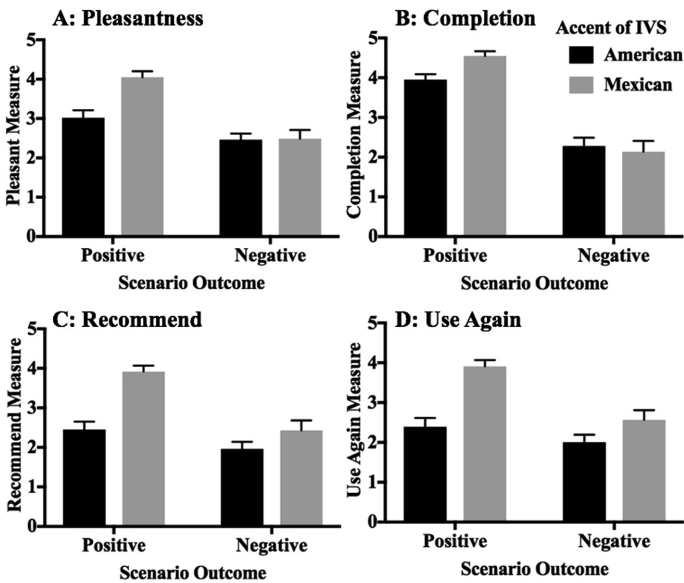 A: Pleasantness
Pleasant Measure
5
4
3
2
1
0
Positive
Negative
Scenario Outcome
B: Completion
Accent of IVS
American
Mexican
Completion Measure
5
4
3
2
1
0
Positive
Negative
Scenario Outcome
C: Recommend
Recommend Measure
5
4
3
2
1
0
Positive
Negative
Scenario Outcome
D: Use Again
Use Again Measure
5
4
3
2
1
0
Positive
Negative
Scenario Outcome